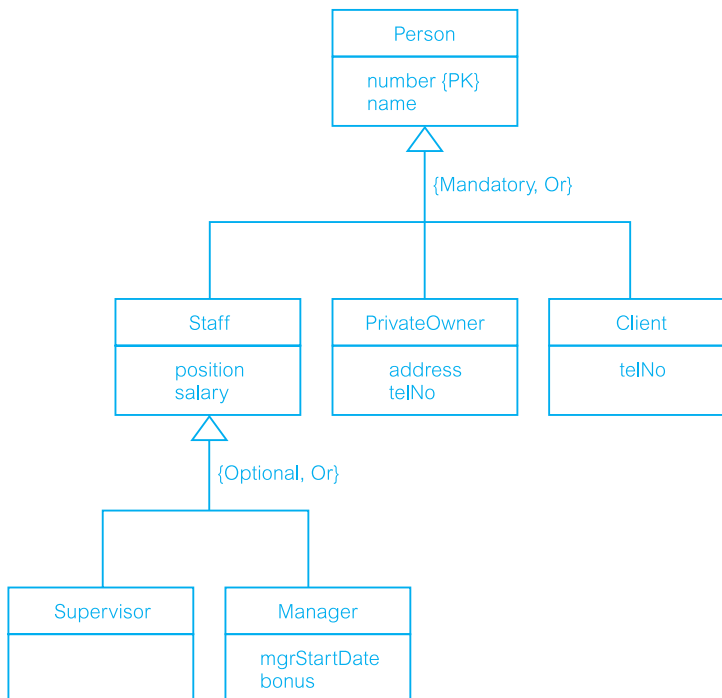 Person
number {PK}
name
{Mandatory, Or}
Staff
PrivateOwner
Client
position
salary
address
telNo
telNo
{Optional, Or}
Supervisor
Manager
mgrStartDate
bonus